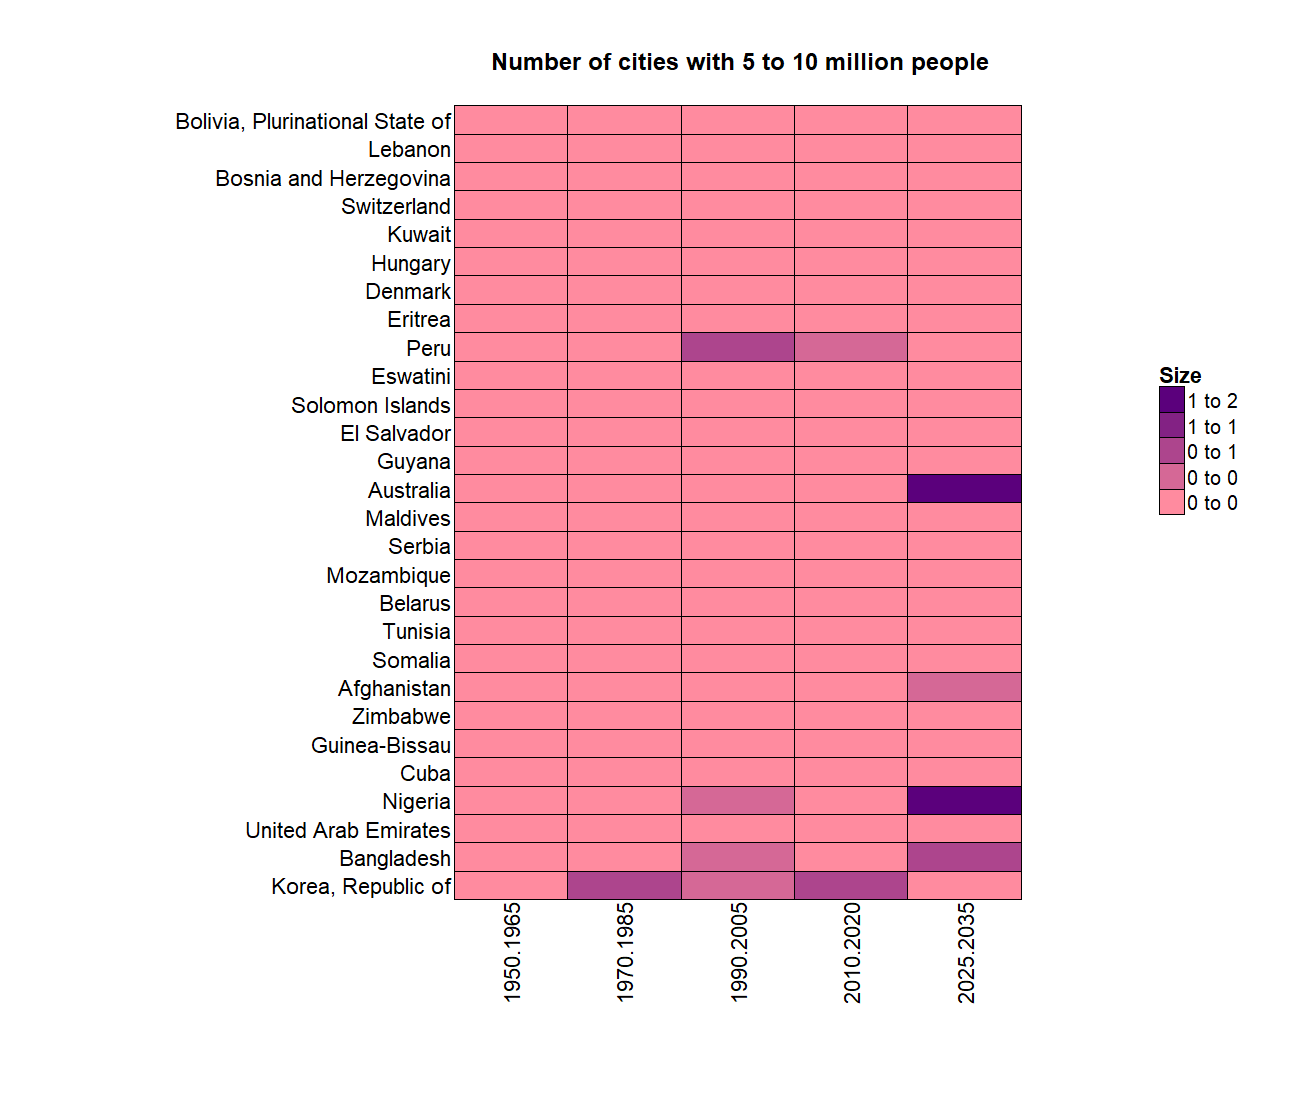 Number of cities with 5 to 10 million people
Bolivia, Plurinational State of
Lebanon
Bosnia and Herzegovina
Switzerland
Kuwait
Hungary
Denmark
Eritrea
Peru
Eswatini
Solomon Islands
El Salvador
Guyana
Australia
Maldives
Serbia
Mozambique
Belarus
Tunisia
Somalia
Afghanistan
Zimbabwe
Guinea-Bissau
Cuba
Nigeria
United Arab Emirates
Bangladesh
Korea, Republic of
1950.1965
1970.1985
1990.2005
2010.2020
2025.2035
Size
1 to 2
1 to 1
0 to 1
0 to 0
0 to 0